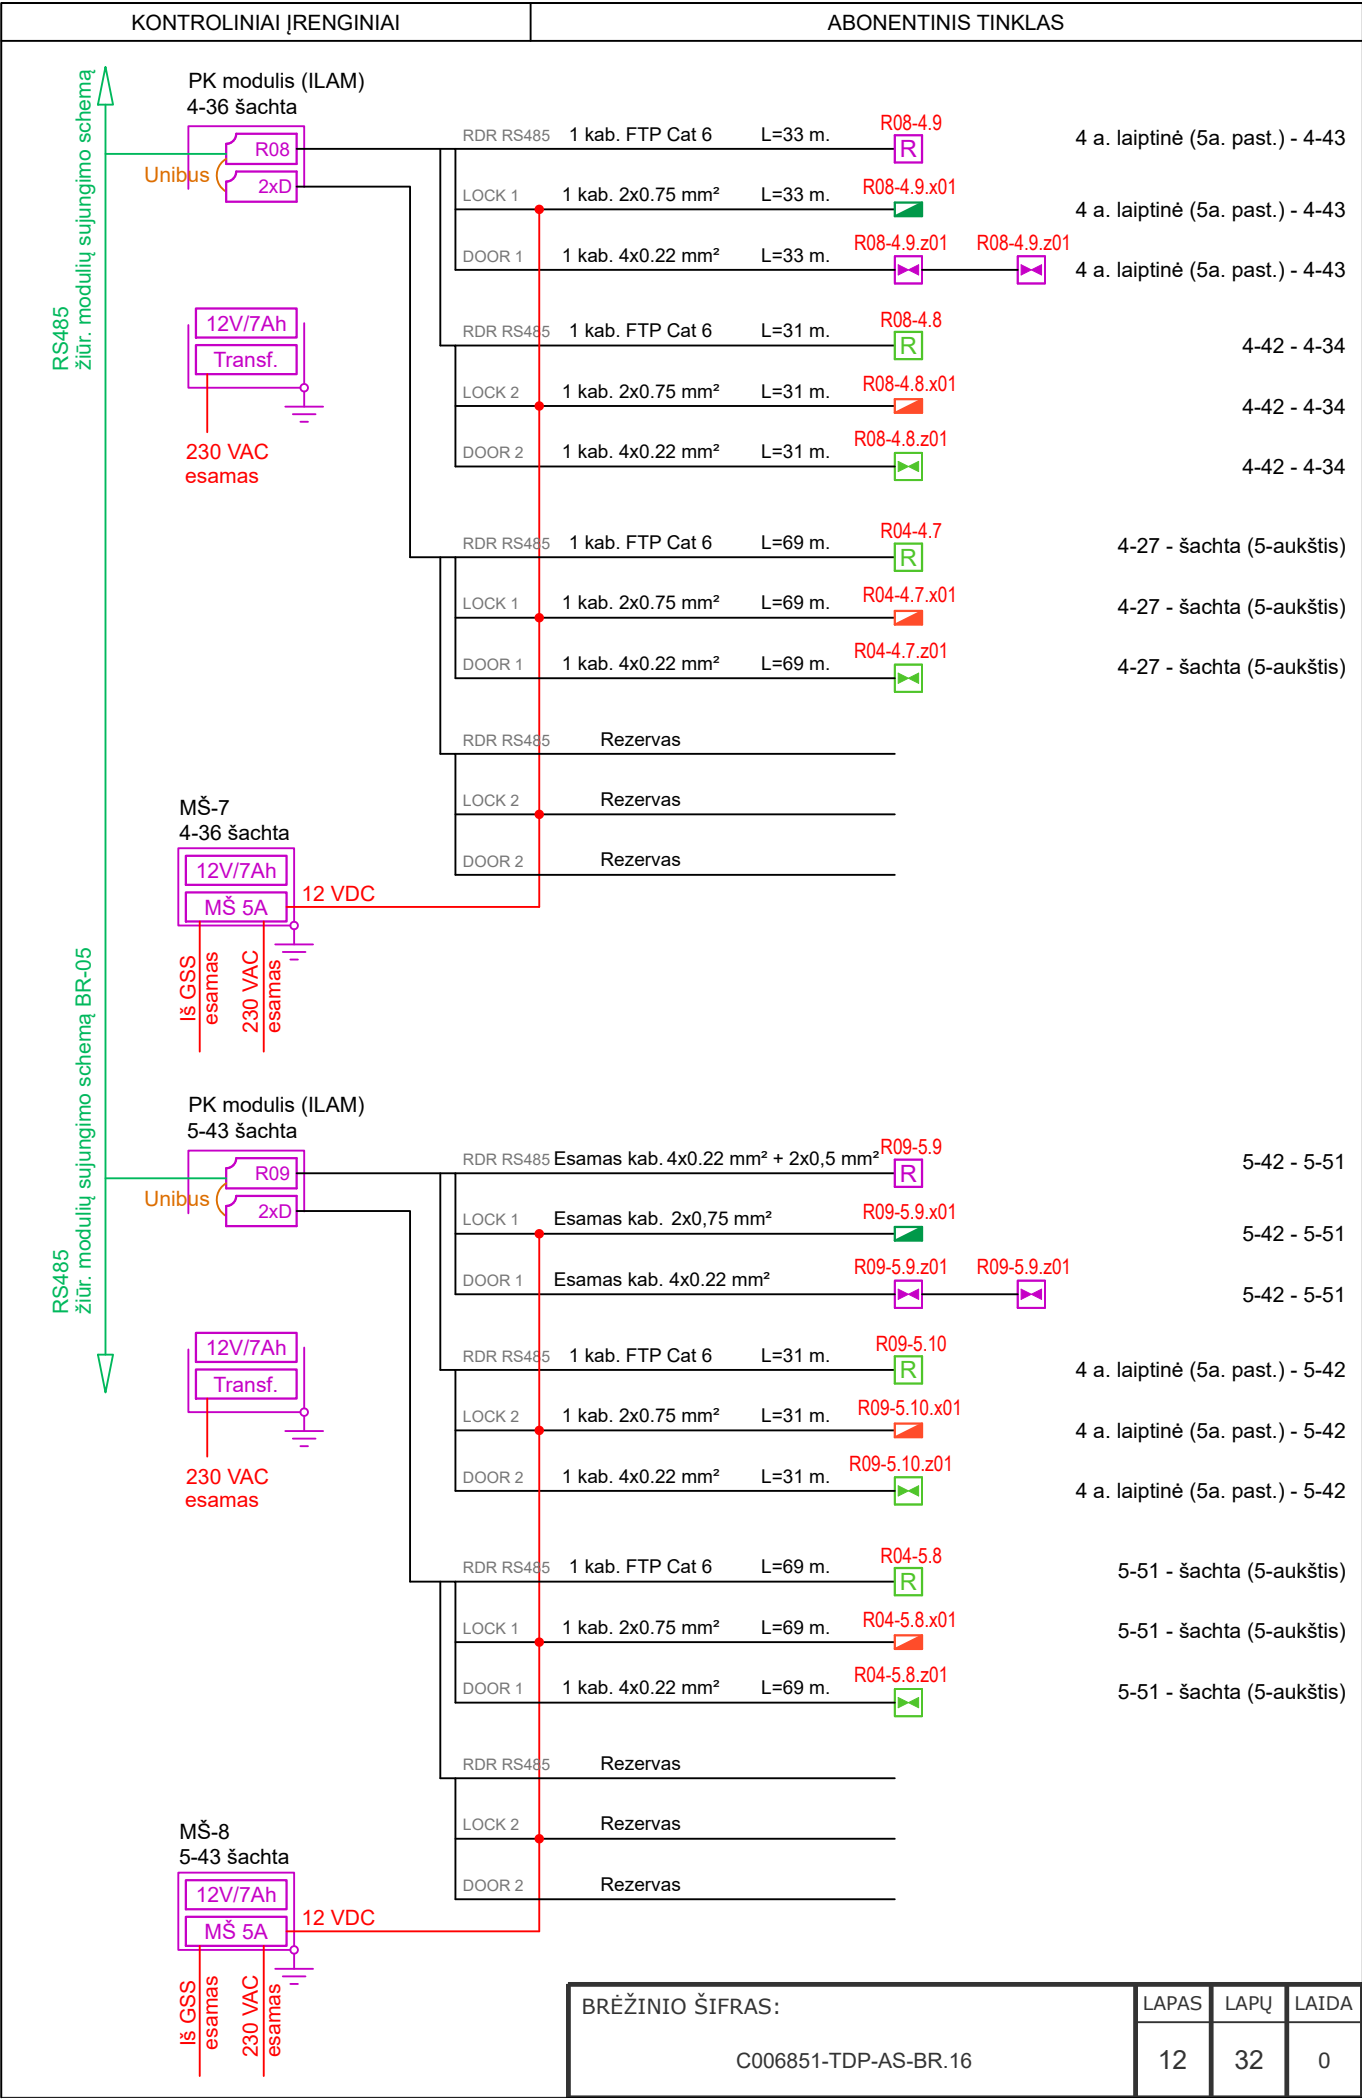 KONTROLINIAI ĮRENGINIAI
ABONENTINIS TINKLAS
RS485
žiūr. modulių sujungimo schemą
PK modulis (ILAM)
4-36 šachta
R08
Unibus
2xD
12V/7Ah
Transf.
230 VAC
esamas
RDR RS485 1 kab. FTP Cat 6 L=33 m. R08-4.9 R 4 a. laiptinė (5a. past.) - 4-43
LOCK 1 1 kab. 2x0.75 mm² L=33 m. R08-4.9.x01 4 a. laiptinė (5a. past.) - 4-43
DOOR 1 1 kab. 4x0.22 mm² L=33 m. R08-4.9.z01 R08-4.9.z01 4 a. laiptinė (5a. past.) - 4-43
RDR RS485 1 kab. FTP Cat 6 L=31 m. R08-4.8 R 4-42 - 4-34
LOCK 2 1 kab. 2x0.75 mm² L=31 m. R08-4.8.x01 4-42 - 4-34
DOOR 2 1 kab. 4x0.22 mm² L=31 m. R08-4.8.z01 4-42 - 4-34
RDR RS485 1 kab. FTP Cat 6 L=69 m. R04-4.7 R 4-27 - šachta (5-aukštis)
LOCK 1 1 kab. 2x0.75 mm² L=69 m. R04-4.7.x01 4-27 - šachta (5-aukštis)
DOOR 1 1 kab. 4x0.22 mm² L=69 m. R04-4.7.z01 4-27 - šachta (5-aukštis)
RDR RS485 Rezervas
LOCK 2 Rezervas
DOOR 2 Rezervas
MŠ-7
4-36 šachta
12V/7Ah
MŠ 5A
12 VDC
Iš GSS
esamas
230 VAC
esamas
RS485
žiūr. modulių sujungimo schemą BR-05
PK modulis (ILAM)
5-43 šachta
R09
Unibus
2xD
12V/7Ah
Transf.
230 VAC
esamas
RDR RS485 Esamas kab. 4x0.22 mm² + 2x0,5 mm² R09-5.9 R 5-42 - 5-51
LOCK 1 Esamas kab. 2x0,75 mm² R09-5.9.x01 5-42 - 5-51
DOOR 1 Esamas kab. 4x0.22 mm² R09-5.9.z01 R09-5.9.z01 5-42 - 5-51
RDR RS485 1 kab. FTP Cat 6 L=31 m. R09-5.10 R 4 a. laiptinė (5a. past.) - 5-42
LOCK 2 1 kab. 2x0.75 mm² L=31 m. R09-5.10.x01 4 a. laiptinė (5a. past.) - 5-42
DOOR 2 1 kab. 4x0.22 mm² L=31 m. R09-5.10.z01 4 a. laiptinė (5a. past.) - 5-42
RDR RS485 1 kab. FTP Cat 6 L=69 m. R04-5.8 R 5-51 - šachta (5-aukštis)
LOCK 1 1 kab. 2x0.75 mm² L=69 m. R04-5.8.x01 5-51 - šachta (5-aukštis)
DOOR 1 1 kab. 4x0.22 mm² L=69 m. R04-5.8.z01 5-51 - šachta (5-aukštis)
RDR RS485 Rezervas
LOCK 2 Rezervas
DOOR 2 Rezervas
MŠ-8
5-43 šachta
12V/7Ah
MŠ 5A
12 VDC
Iš GSS
esamas
230 VAC
esamas
BRĖŽINIO ŠIFRAS:
C006851-TDP-AS-BR.16
LAPAS LAPŲ LAIDA
12 32 0